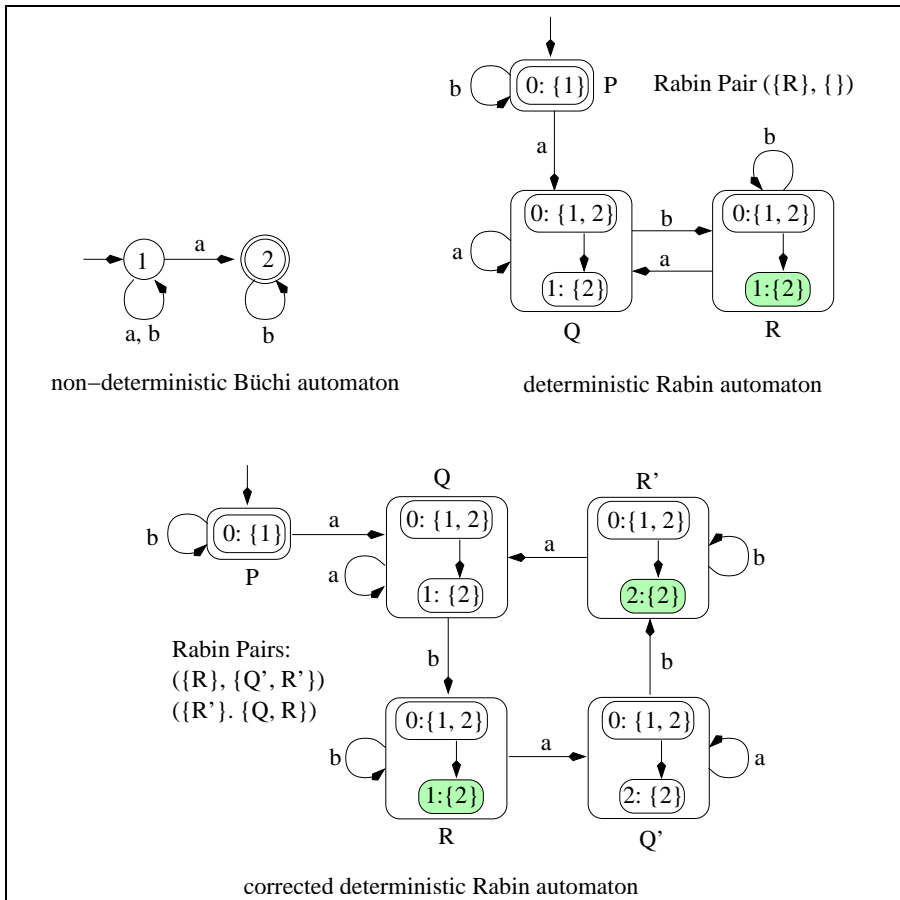 0: {1}
P
b
a
Rabin Pair ({R}, {})
b
0: {1, 2}
1: {2}
a
Q
b
a
0:{1, 2}
1:{2}
R
1
a
2
a, b
b
non−deterministic Büchi automaton
deterministic Rabin automaton
0: {1}
b
P
a
Q
0: {1, 2}
1: {2}
a
a
R'
0:{1, 2}
2:{2}
b
Rabin Pairs:
({R}, {Q', R'})
({R'}. {Q, R})
b
b
0:{1, 2}
1:{2}
b
R
a
0: {1, 2}
2: {2}
a
Q'
corrected deterministic Rabin automaton